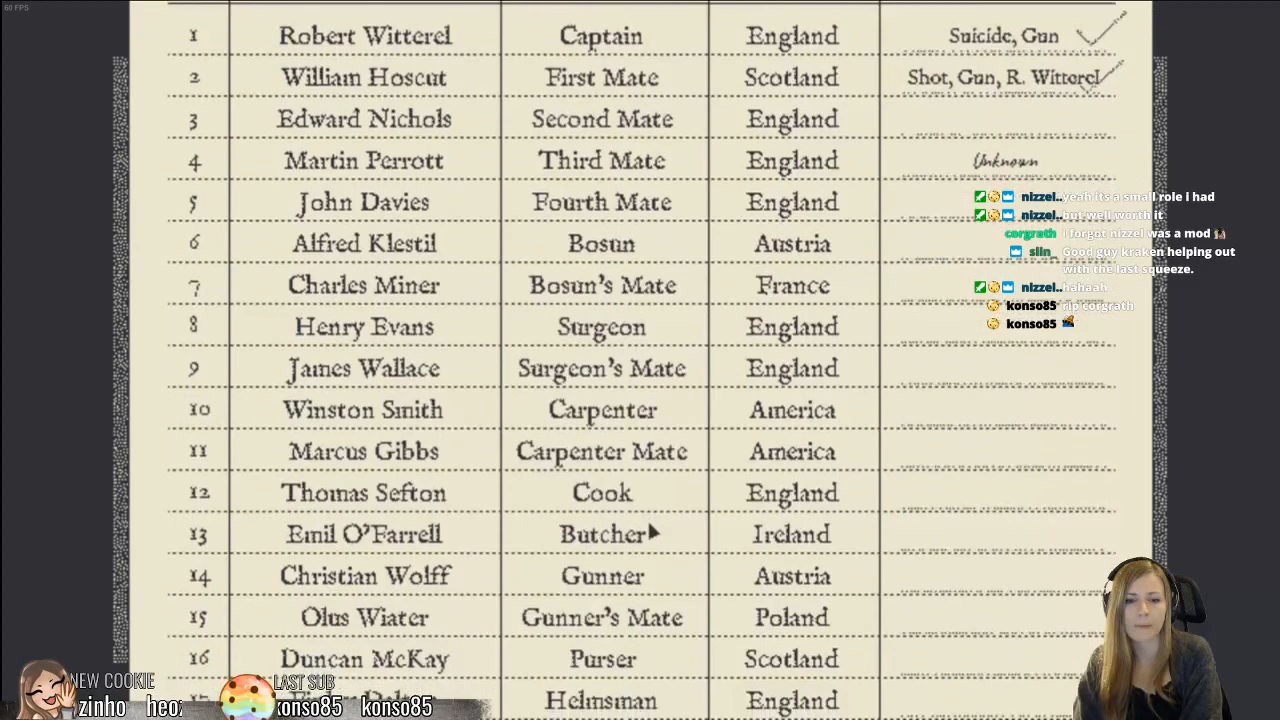 60 FPS
1 Robert Witterel Captain England Suicide, Gun
2 William Hoscut First Mate Scotland Shot, Gun, R. Witterel
3 Edward Nichols Second Mate England
4 Martin Perrott Third Mate England Unknown
5 John Davies Fourth Mate England
6 Alfred Klestil Bosun Austria
7 Charles Miner Bosun's Mate France
8 Henry Evans Surgeon England
9 James Wallace Surgeon's Mate England
10 Winston Smith Carpenter America
11 Marcus Gibbs Carpenter Mate America
12 Thomas Sefton Cook England
13 Emil O'Farrell Butcher Ireland
14 Christian Wolff Gunner Austria
15 Olus Wiater Gunner's Mate Poland
16 Duncan McKay Purser Scotland
Helmsman England
nizzel.. yeah its a small role I had
nizzel.. but well worth it
corgrath I forgot nizzel was a mod
slin_ Good guy kraken helping out
with the last squeeze.
nizzel.. hahaah
konso85 rip corgrath
konso85
NEW COOKIE
zinho heo
LAST SUB
konso85 konso85